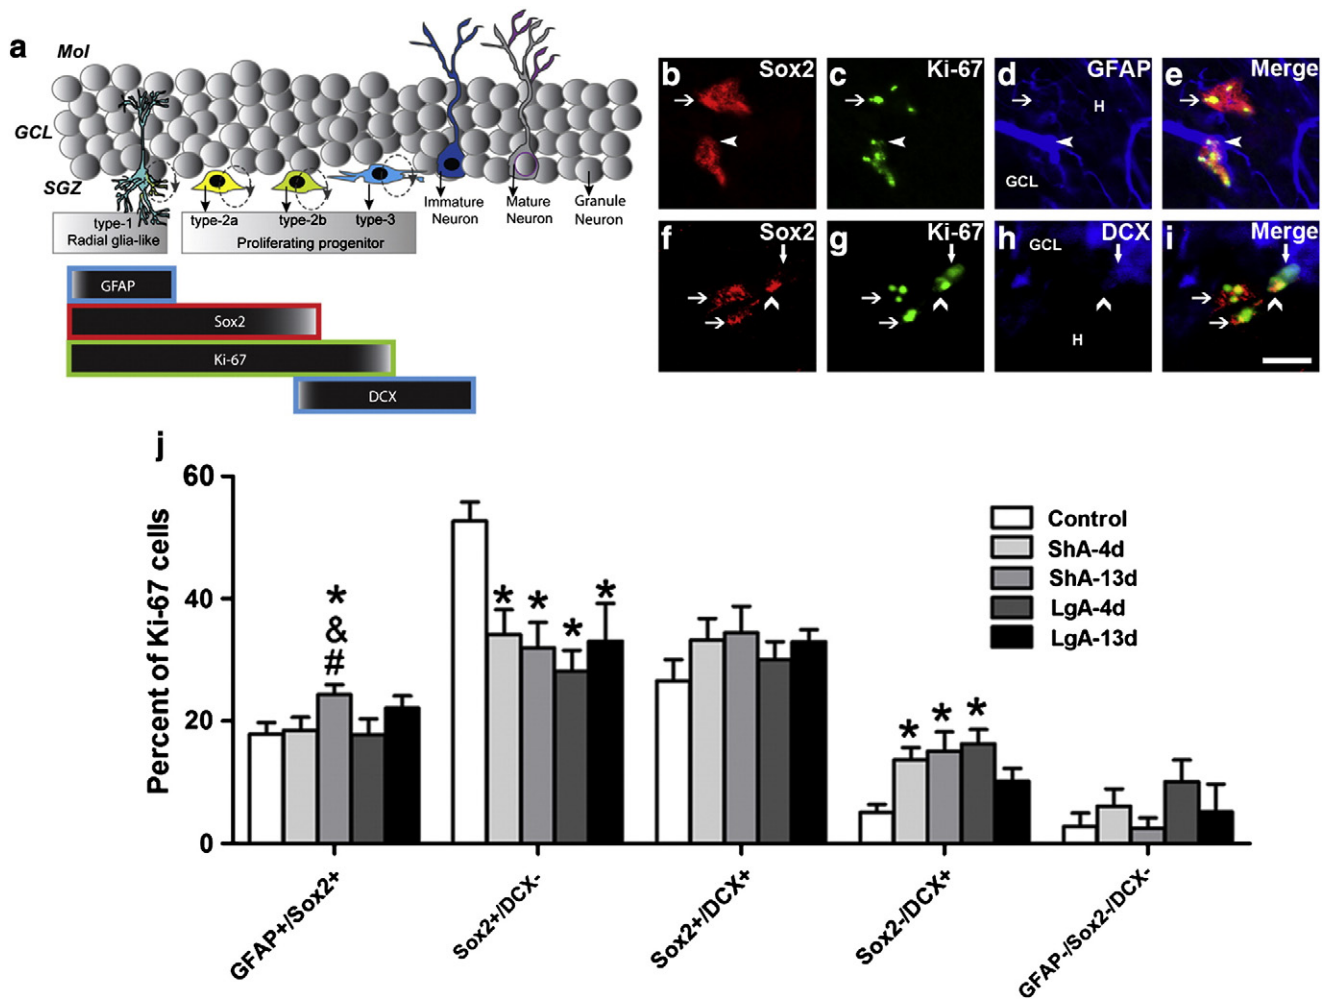 a
Mol
GCL
SGZ
type-1
Radial glia-like
type-2a
type-2b
type-3
Proliferating progenitor
Immature
Neuron
Mature
Neuron
Granule
Neuron
GFAP
Sox2
Ki-67
DCX
b Sox2
c Ki-67
d GFAP
H
GCL
e Merge
f Sox2
g Ki-67
h DCX
GCL
H
i Merge
j
Percent of Ki-67 cells
60
40
20
0
*
&
#
* * * *
* * *
Control
ShA-4d
ShA-13d
LgA-4d
LgA-13d
GFAP+/Sox2+
Sox2+/DCX-
Sox2+/DCX+
Sox2-/DCX+
GFAP-/Sox2-/DCX-